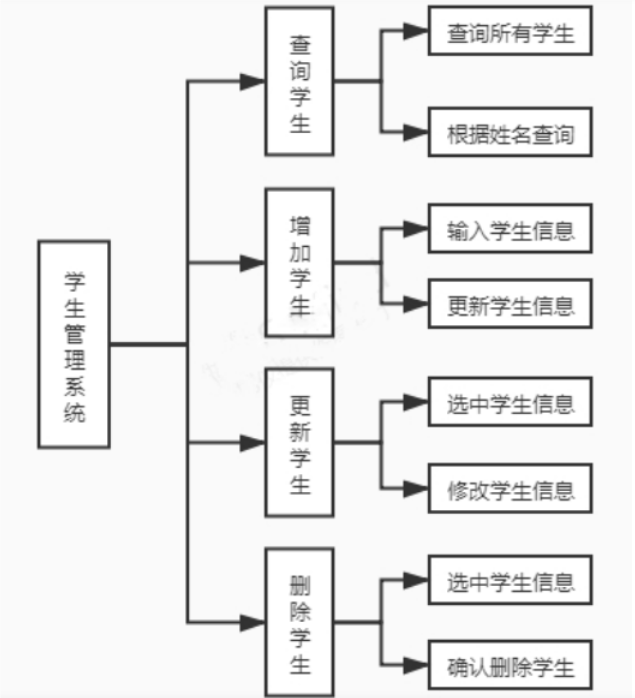 学生管理系统
查询学生
查询所有学生
根据姓名查询
增加学生
输入学生信息
更新学生信息
更新学生
选中学生信息
修改学生信息
删除学生
选中学生信息
确认删除学生